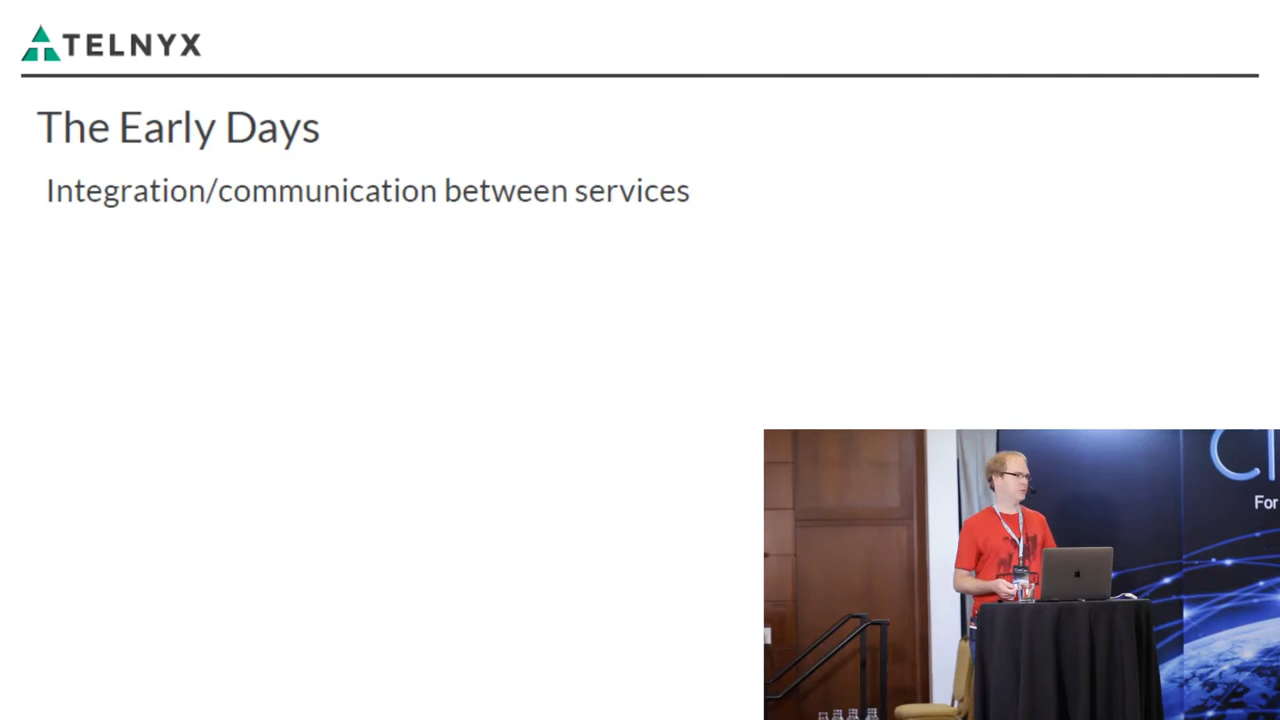 TELNYX
The Early Days
Integration/communication between services
For